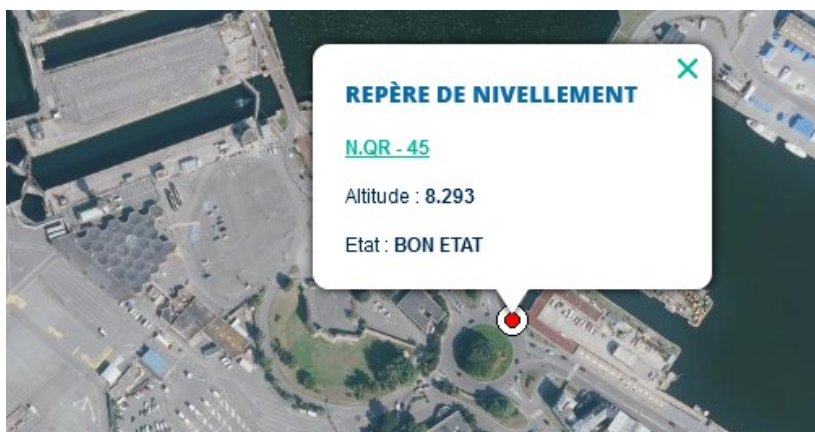 REPÈRE DE NIVELLEMENT
N.QR - 45
Altitude : 8.293
Etat : BON ETAT